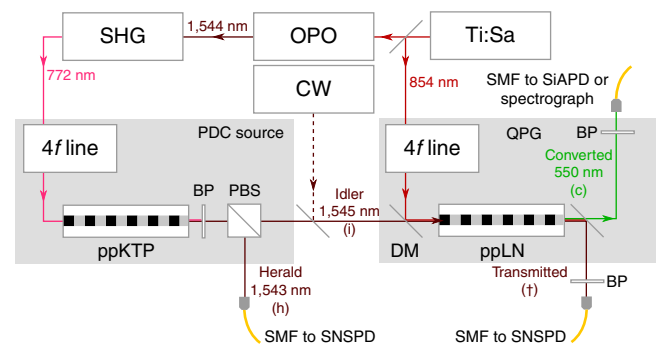 SHG
1,544 nm
OPO
Ti:Sa
772 nm
CW
854 nm
SMF to SiAPD or
spectrograph
4f line
PDC source
4f line
QPG
BP
Converted
550 nm
(c)
BP
PBS
Idler
1,545 nm
(i)
ppKTP
DM
ppLN
Herald
1,543 nm
(h)
Transmitted
(†)
BP
SMF to SNSPD
SMF to SNSPD